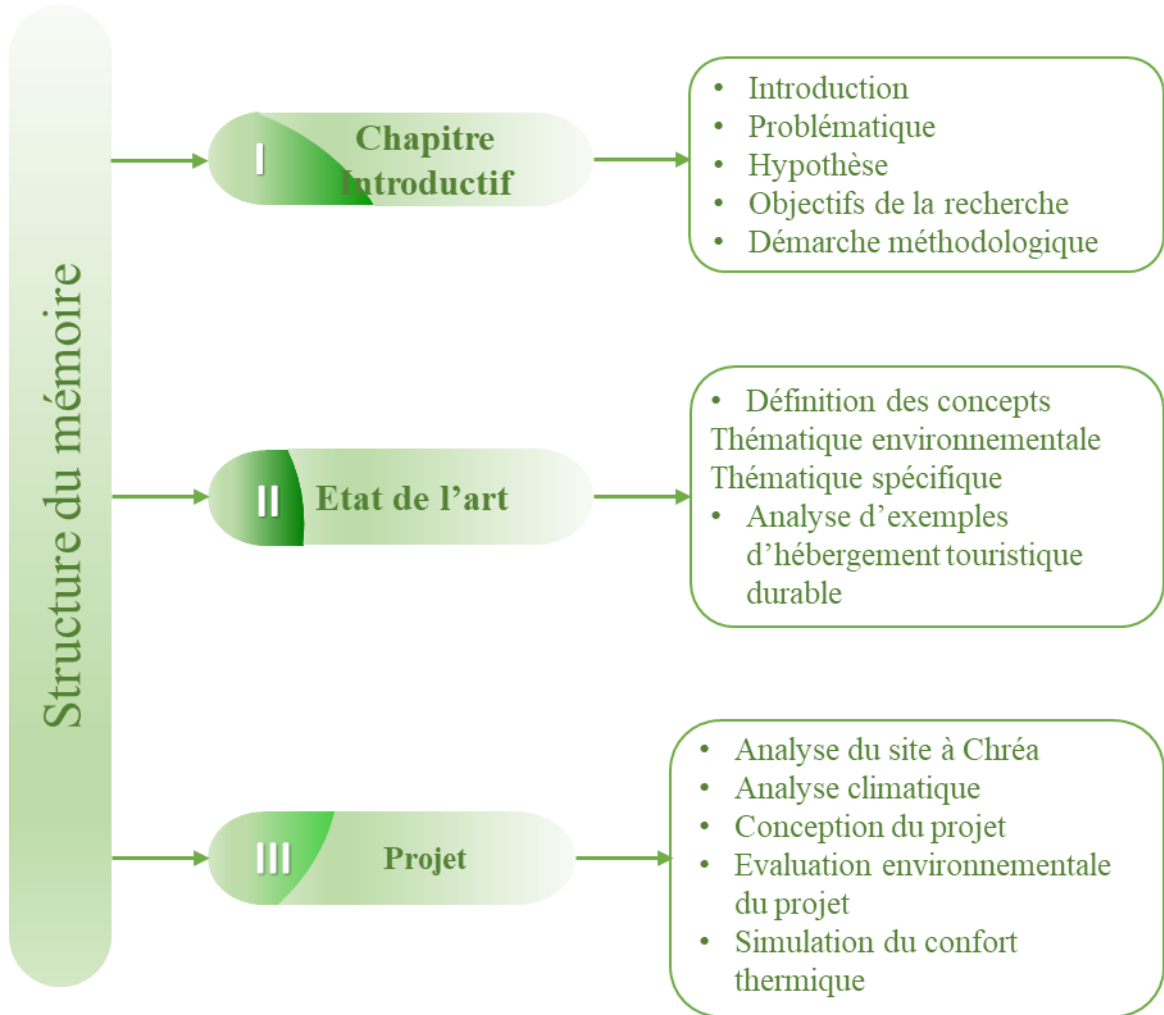 Structure du mémoire
I
Chapitre
Introductif
• Introduction
• Problématique
• Hypothèse
• Objectifs de la recherche
• Démarche méthodologique
II
Etat de l’art
• Définition des concepts
Thématique environnementale
Thématique spécifique
• Analyse d’exemples
d’hébergement touristique
durable
III
Projet
• Analyse du site à Chréa
• Analyse climatique
• Conception du projet
• Evaluation environnementale
du projet
• Simulation du confort
thermique